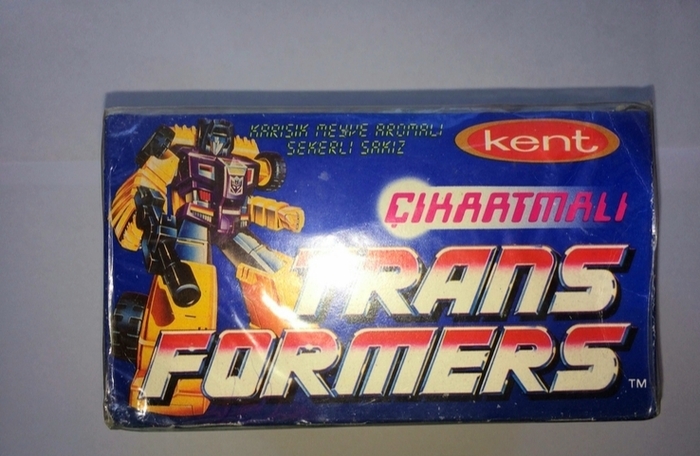 KARIŞIK MEYVE AROMALI
ŞEKERLİ SAKIZ
kent
ÇIKARTMALI
TRANS
FORMERS
TM